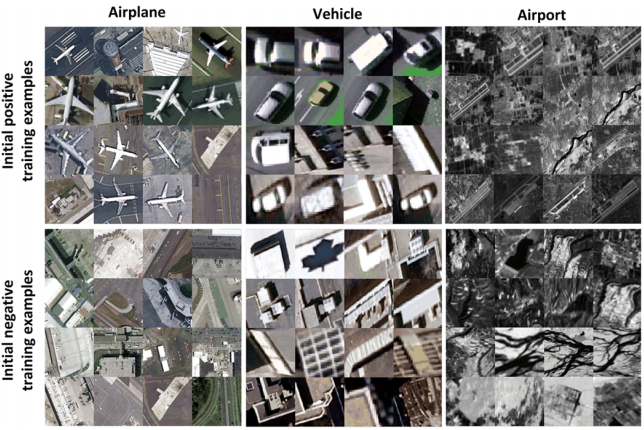 Airplane
Vehicle
Airport
Initial positive
training examples
Initial negative
training examples